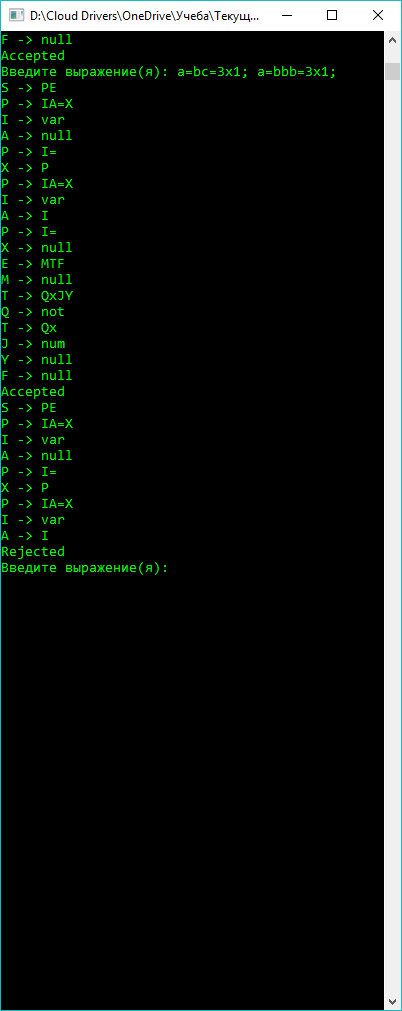 D:\Cloud Drivers\OneDrive\Учеба\Текущ...
F -> null
Accepted
Введите выражение(я): a=bc=3x1; a=bbb=3x1;
S -> PE
P -> IA=X
I -> var
A -> null
P -> I=
X -> P
P -> IA=X
I -> var
A -> I
P -> I=
X -> null
E -> MTF
M -> null
T -> QxJY
Q -> not
T -> Qx
J -> num
Y -> null
F -> null
Accepted
S -> PE
P -> IA=X
I -> var
A -> null
P -> I=
X -> P
P -> IA=X
I -> var
A -> I
Rejected
Введите выражение(я):